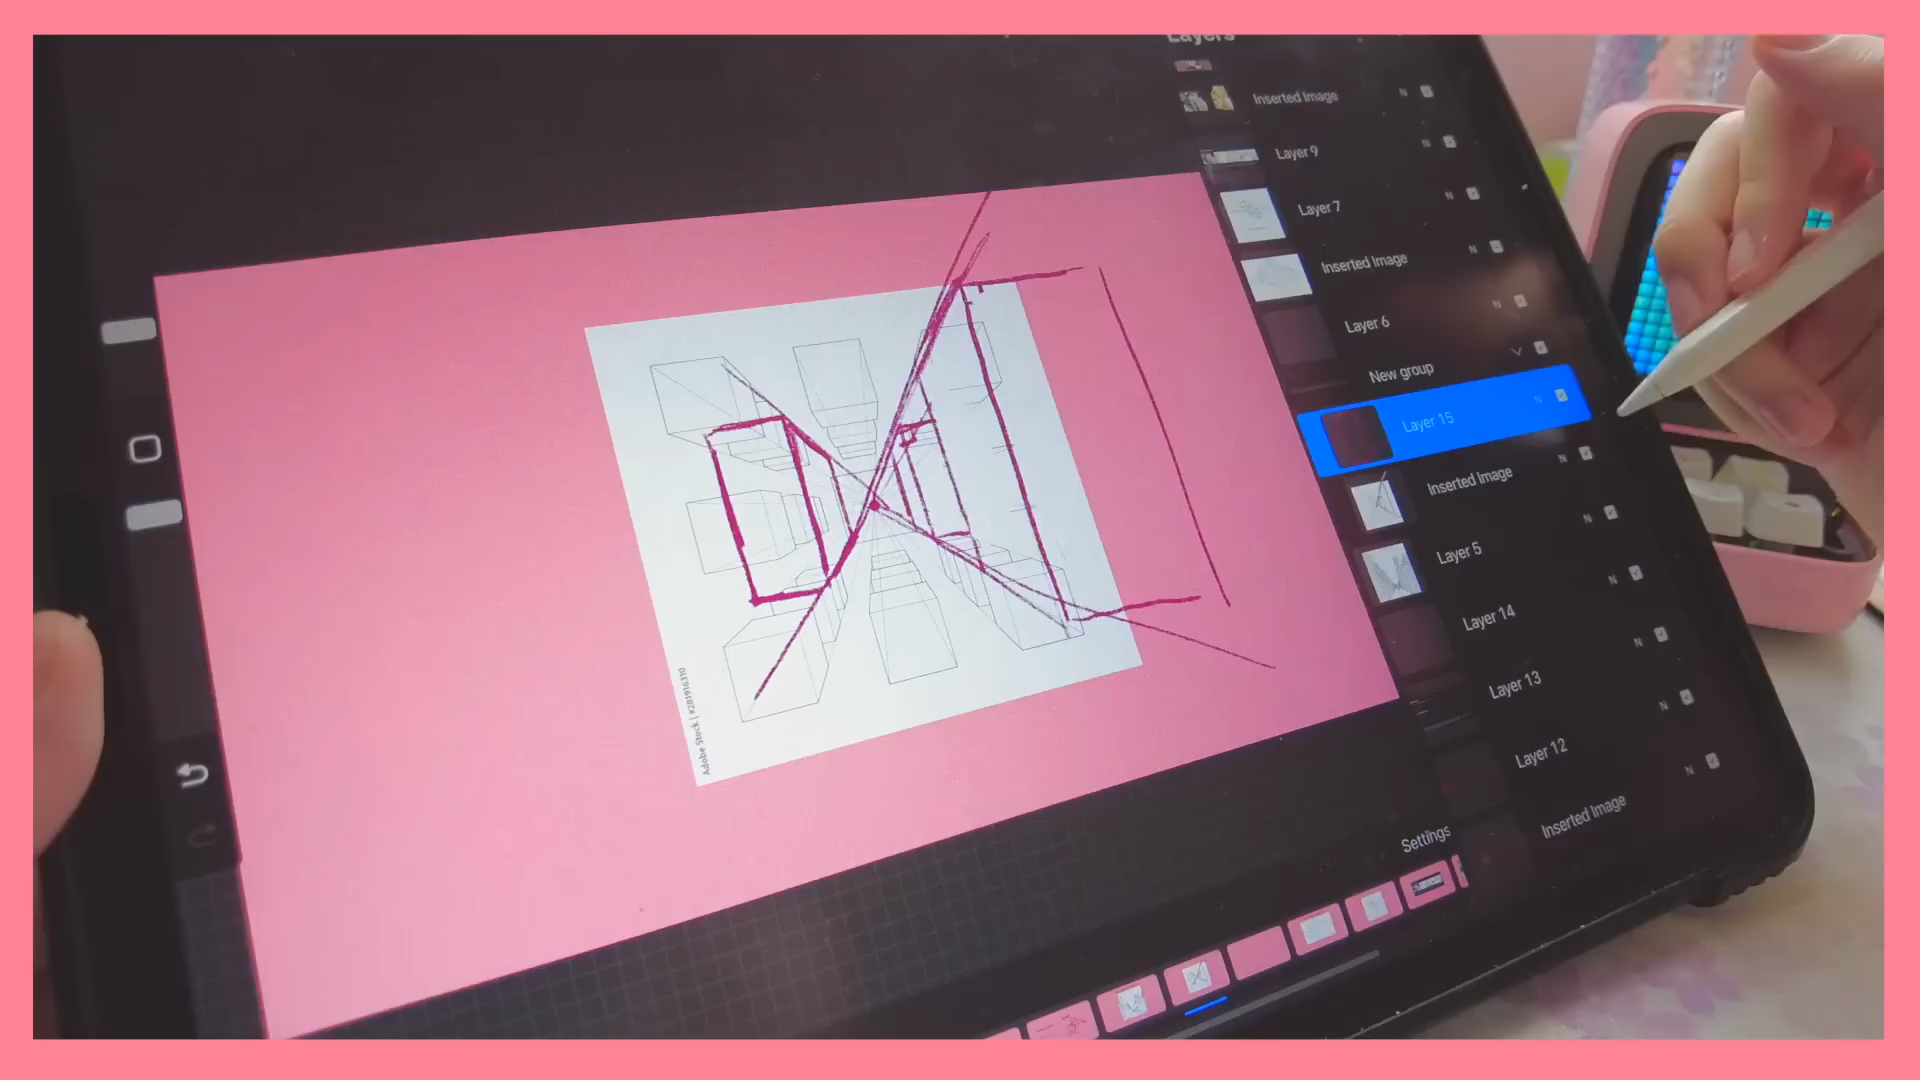 Layers
Inserted Image N
Layer 9 N
Layer 7 N
Inserted Image N
Layer 6 N
New group
Layer 15 N
Inserted Image N
Layer 5 N
Layer 14 N
Layer 13 N
Layer 12 N
Inserted Image N
Settings
Adobe Stock | #281916310